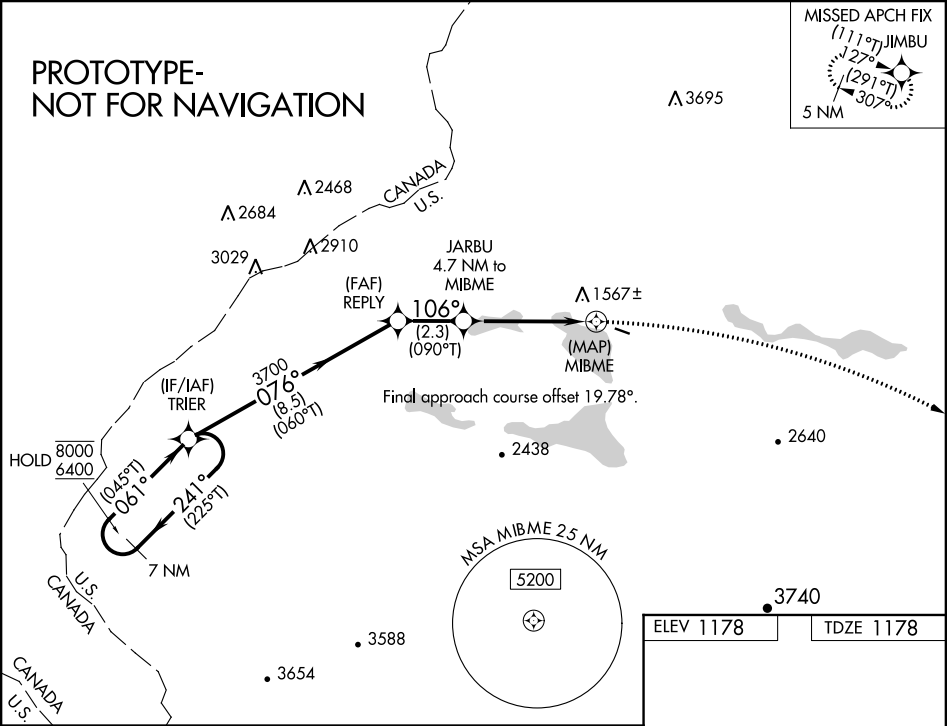 PROTOTYPE-
NOT FOR NAVIGATION
MISSED APCH FIX
JIMBU
(111°T)
127°
(291°T)
307°
5 NM
3695
CANADA
U.S.
2468
2684
2910
3029
JARBU
4.7 NM to
MIBME
(FAF)
REPLY
106°
(2.3)
(090°T)
1567±
(MAP)
MIBME
3700
076°
(8.5)
(060°T)
(IF/IAF)
TRIER
Final approach course offset 19.78°.
HOLD
8000
6400
(045°T)
061°
241°
(225°T)
7 NM
2438
2640
MSA MIBME 25 NM
5200
U.S.
CANADA
3588
3654
3740
CANADA
U.S.
ELEV 1178
TDZE 1178